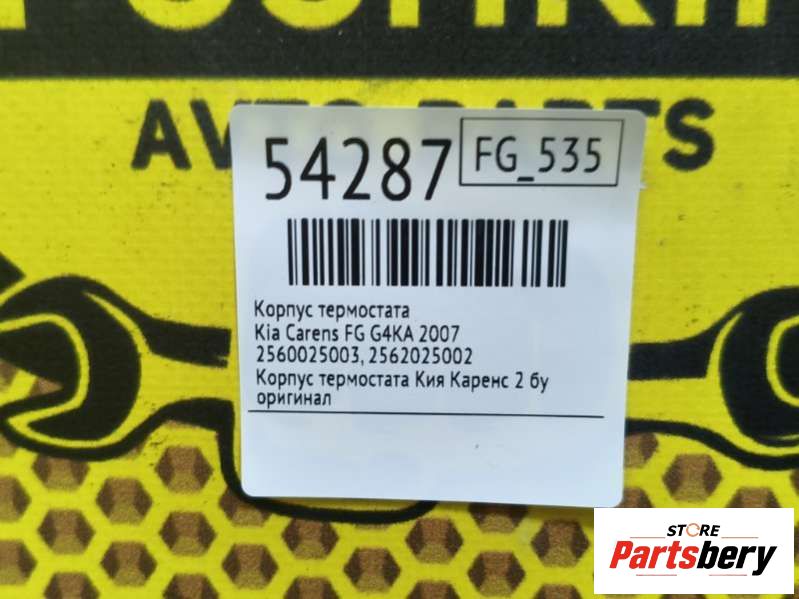 AVTO PARTS
54287
FG_535
Корпус термостата
Kia Carens FG G4KA 2007
2560025003, 2562025002
Корпус термостата Кия Каренс 2 бу
оригинал
STORE
Partsbery